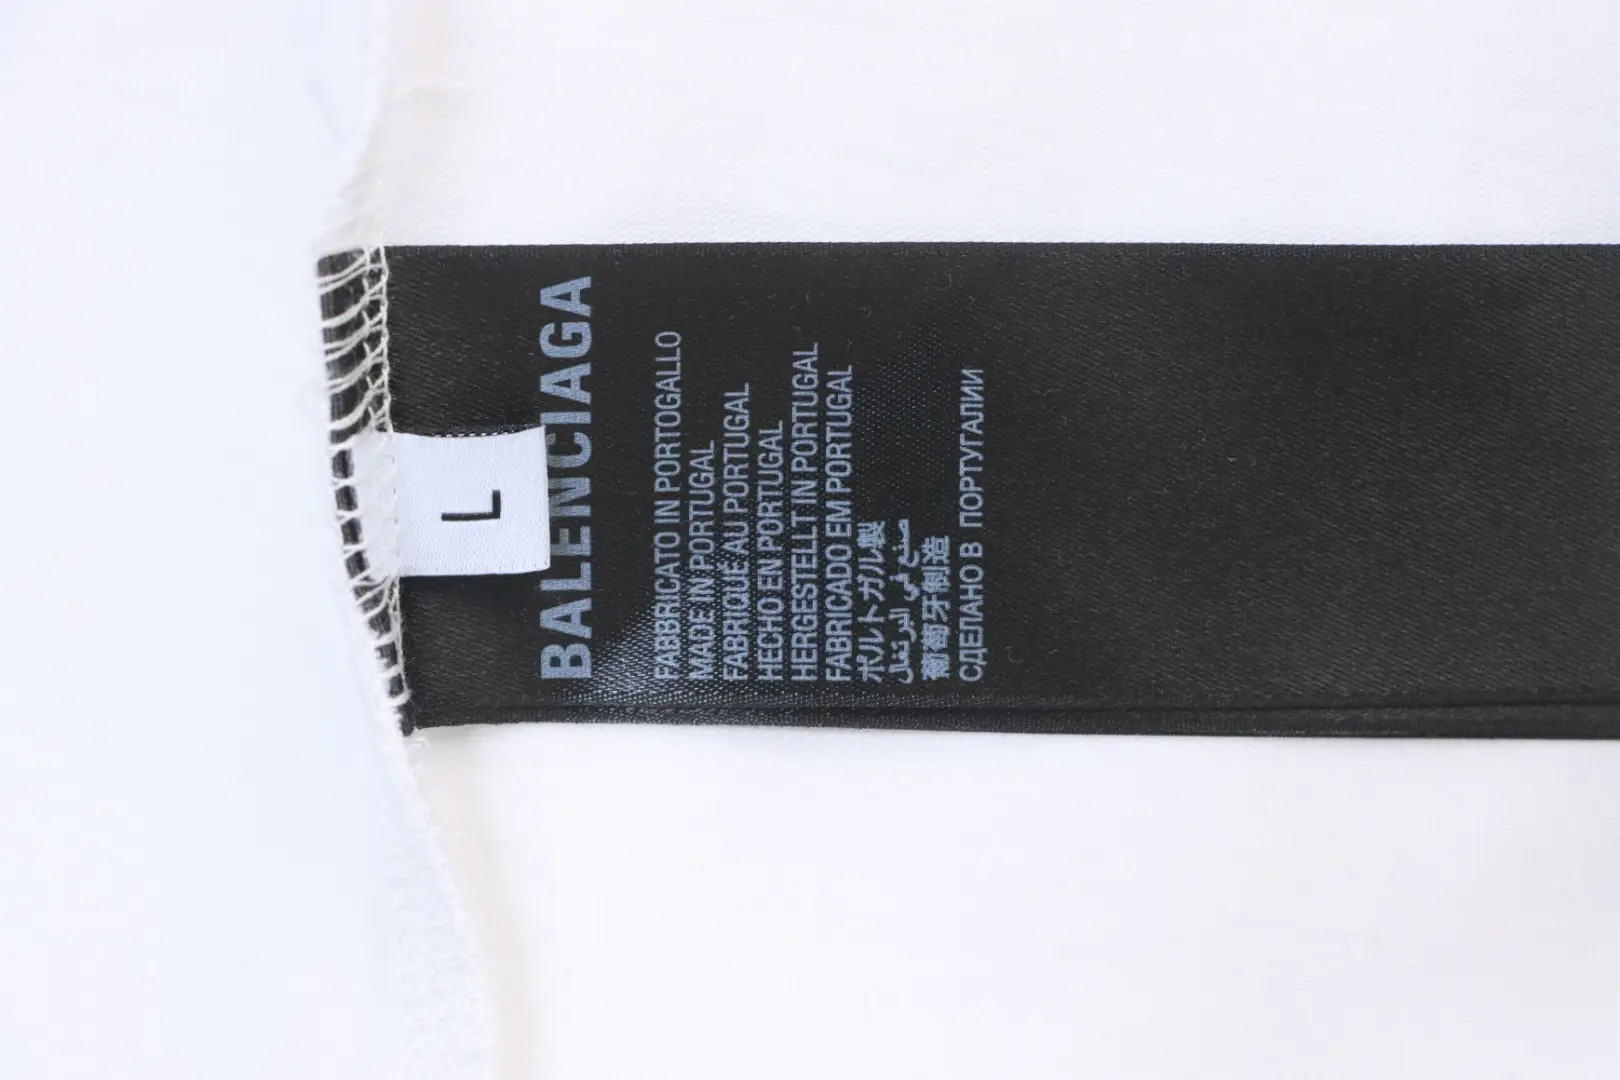 L
BALENCIAGA
FABBRICATO IN PORTOGALLO
MADE IN PORTUGAL
FABRIQUE AU PORTUGAL
HECHO EN PORTUGAL
HERGESTELLT IN PORTUGAL
FABRICADO EM PORTUGAL
ポルトガル製
صنع في البرتغال
葡萄牙制造
СДЕЛАНО В ПОРТУГАЛИИ